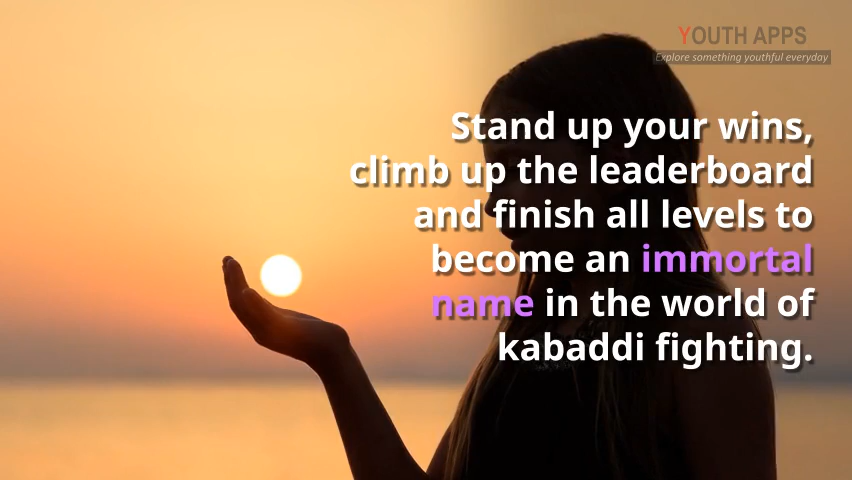 YOUTH APPS
Explore something youthful everyday
Stand up your wins,
climb up the leaderboard
and finish all levels to
become an immortal
name in the world of
kabaddi fighting.